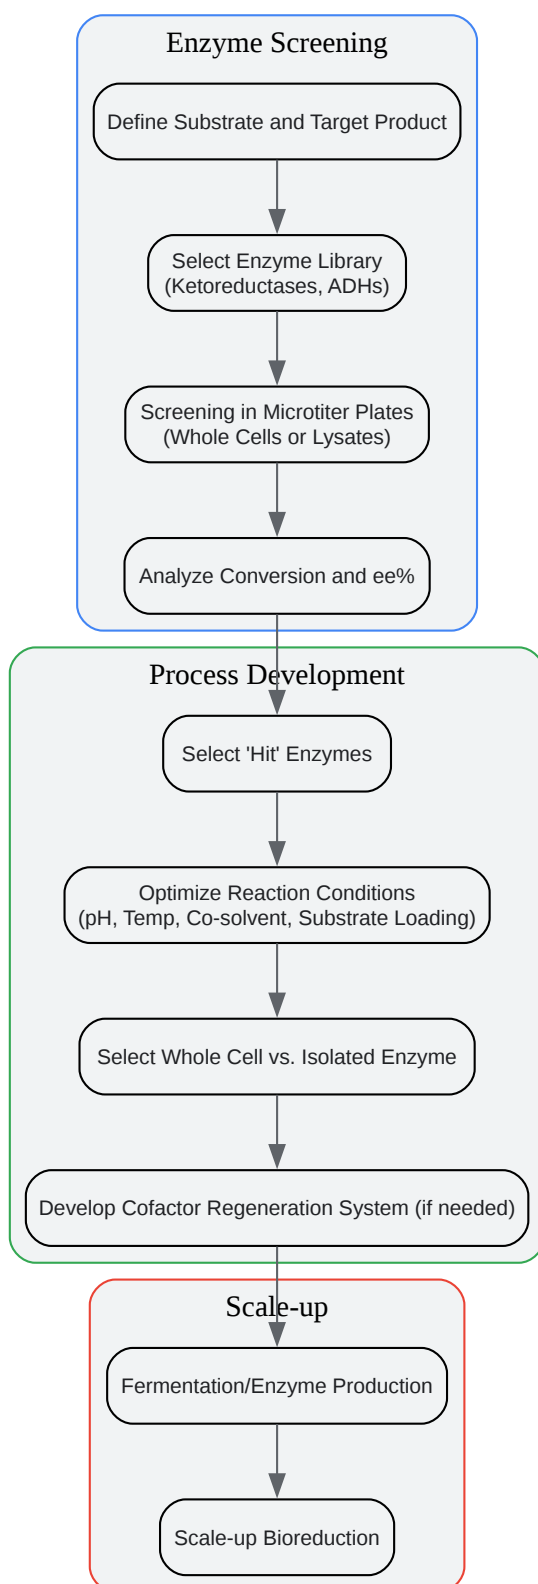 Enzyme Screening
Define Substrate and Target Product
Select Enzyme Library
(Ketoreductases, ADHs)
Screening in Microtiter Plates
(Whole Cells or Lysates)
Analyze Conversion and ee%
Process Development
Select 'Hit' Enzymes
Optimize Reaction Conditions
(pH, Temp, Co-solvent, Substrate Loading)
Select Whole Cell vs. Isolated Enzyme
Develop Cofactor Regeneration System (if needed)
Scale-up
Fermentation/Enzyme Production
Scale-up Bioreduction